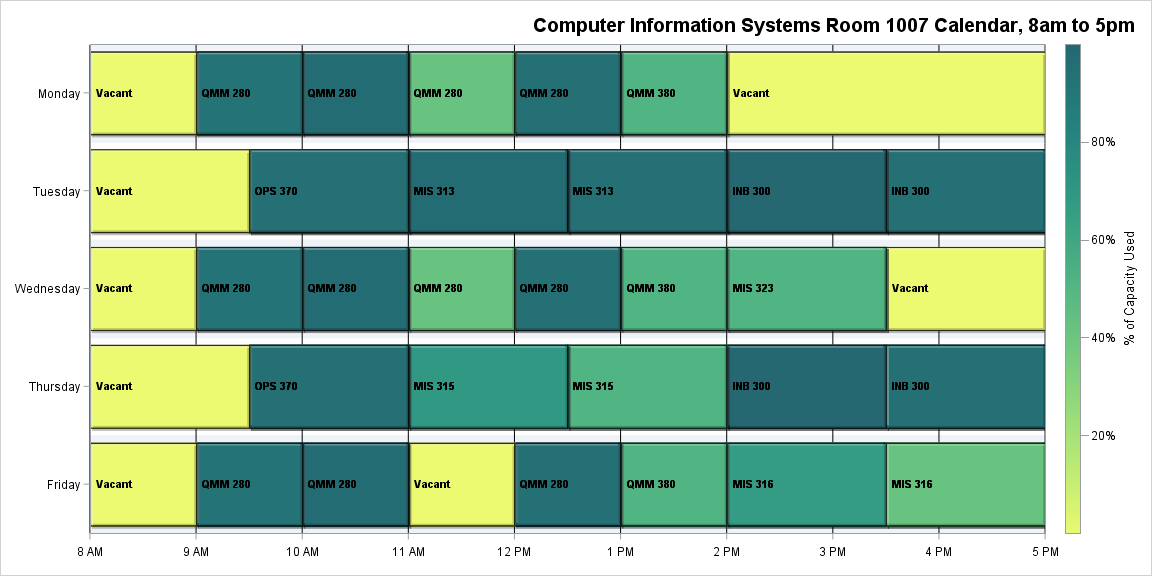 Computer Information Systems Room 1007 Calendar, 8am to 5pm
Monday
Vacant
QMM 280
QMM 280
QMM 280
QMM 280
QMM 380
Vacant
Tuesday
Vacant
OPS 370
MIS 313
MIS 313
INB 300
INB 300
Wednesday
Vacant
QMM 280
QMM 280
QMM 280
QMM 280
QMM 380
MIS 323
Vacant
Thursday
Vacant
OPS 370
MIS 315
MIS 315
INB 300
INB 300
Friday
Vacant
QMM 280
QMM 280
Vacant
QMM 280
QMM 380
MIS 316
MIS 316
8 AM
9 AM
10 AM
11 AM
12 PM
1 PM
2 PM
3 PM
4 PM
5 PM
80%
60%
40%
20%
% of Capacity Used